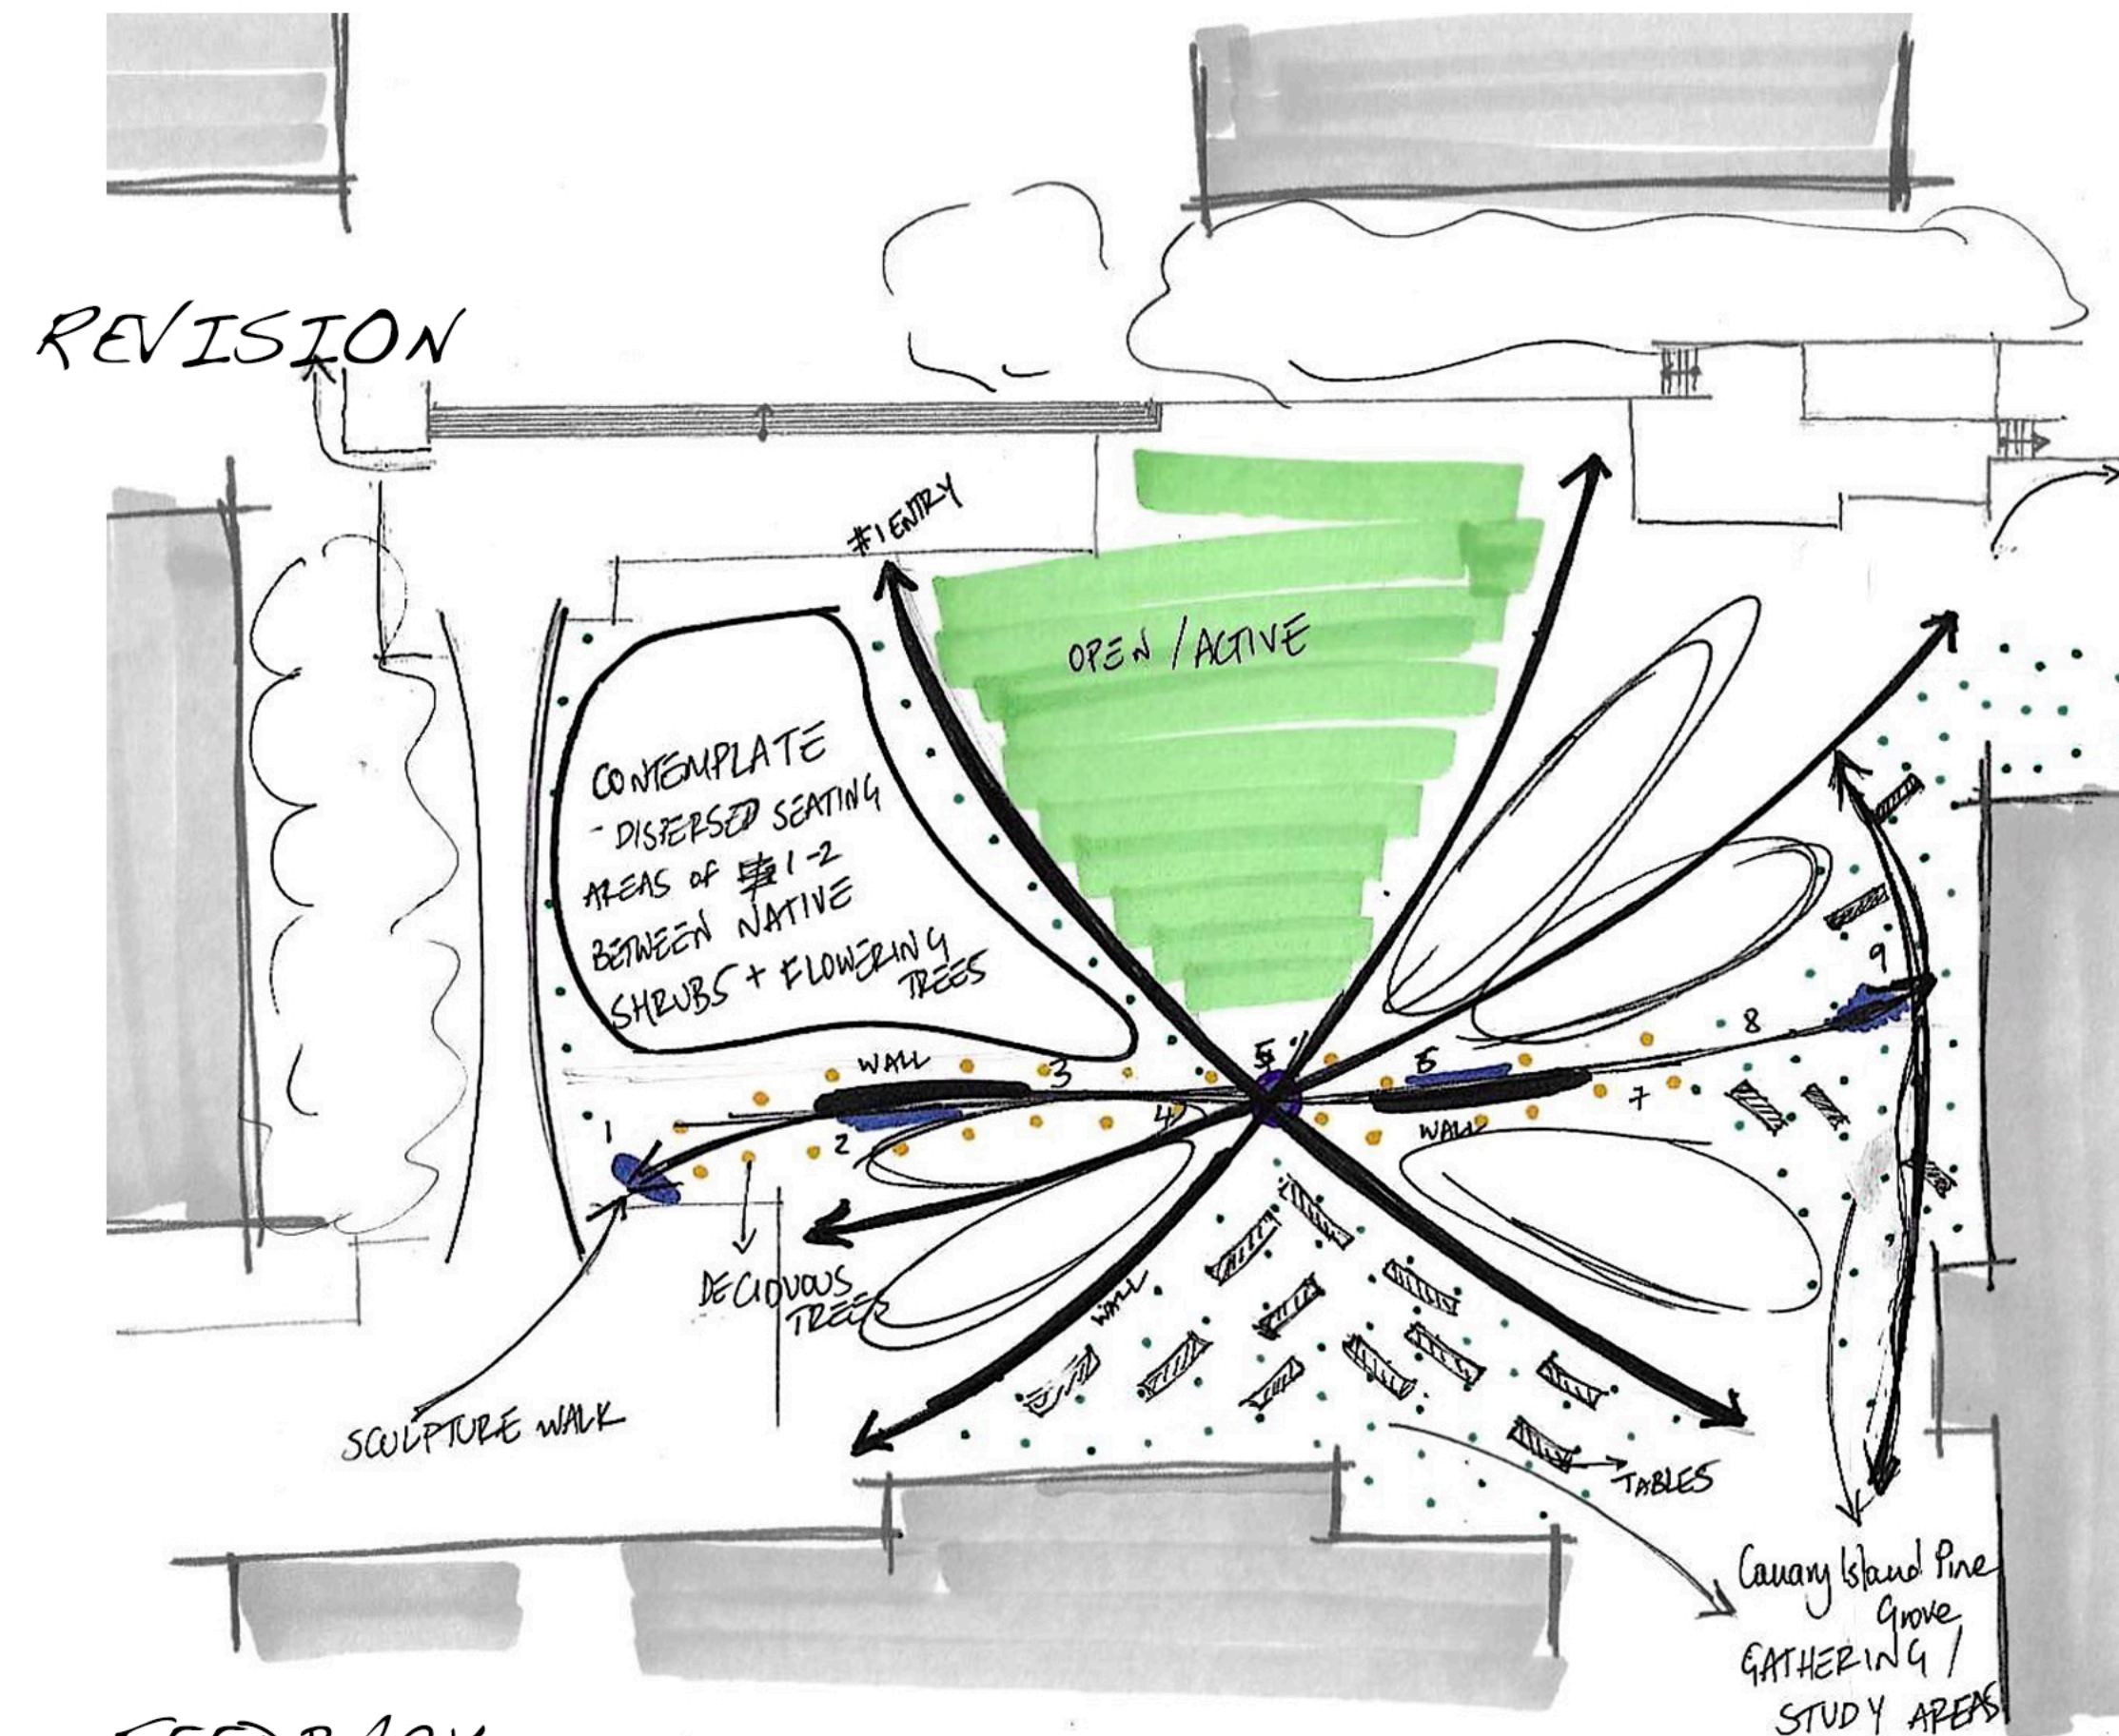 REVISION
#1 ENTRY
OPEN / ACTIVE
CONTEMPLATE
- DISPERSED SEATING
AREAS OF 1-2
BETWEEN NATIVE
SHRUBS + FLOWERING
TREES
WALL
3
5
6
8
9
1
2
4
7
WALL
DECIDUOUS
TREES
WALL
SCULPTURE WALK
TABLES
Canary Island Pine
Grove
GATHERING /
STUDY AREAS